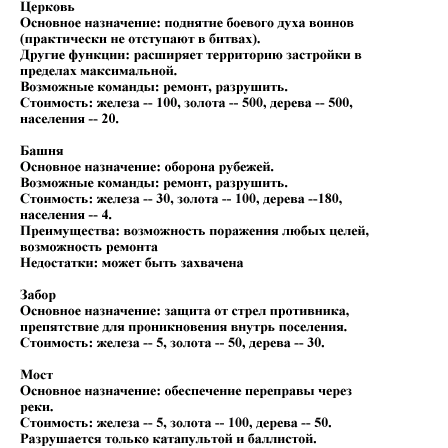 Церковь
Основное назначение: поднятие боевого духа воинов
(практически не отступают в битвах).
Другие функции: расширяет территорию застройки в
пределах максимальной.
Возможные команды: ремонт, разрушить.
Стоимость: железа -- 100, золота -- 500, дерева -- 500,
населения -- 20.

Башня
Основное назначение: оборона рубежей.
Возможные команды: ремонт, разрушить.
Стоимость: железа -- 30, золота -- 100, дерева --180,
населения -- 4.
Преимущества: возможность поражения любых целей,
возможность ремонта
Недостатки: может быть захвачена

Забор
Основное назначение: защита от стрел противника,
препятствие для проникновения внутрь поселения.
Стоимость: железа -- 5, золота -- 50, дерева -- 30.

Мост
Основное назначение: обеспечение переправы через
реки.
Стоимость: железа -- 5, золота -- 100, дерева -- 50.
Разрушается только катапультой и баллистой.